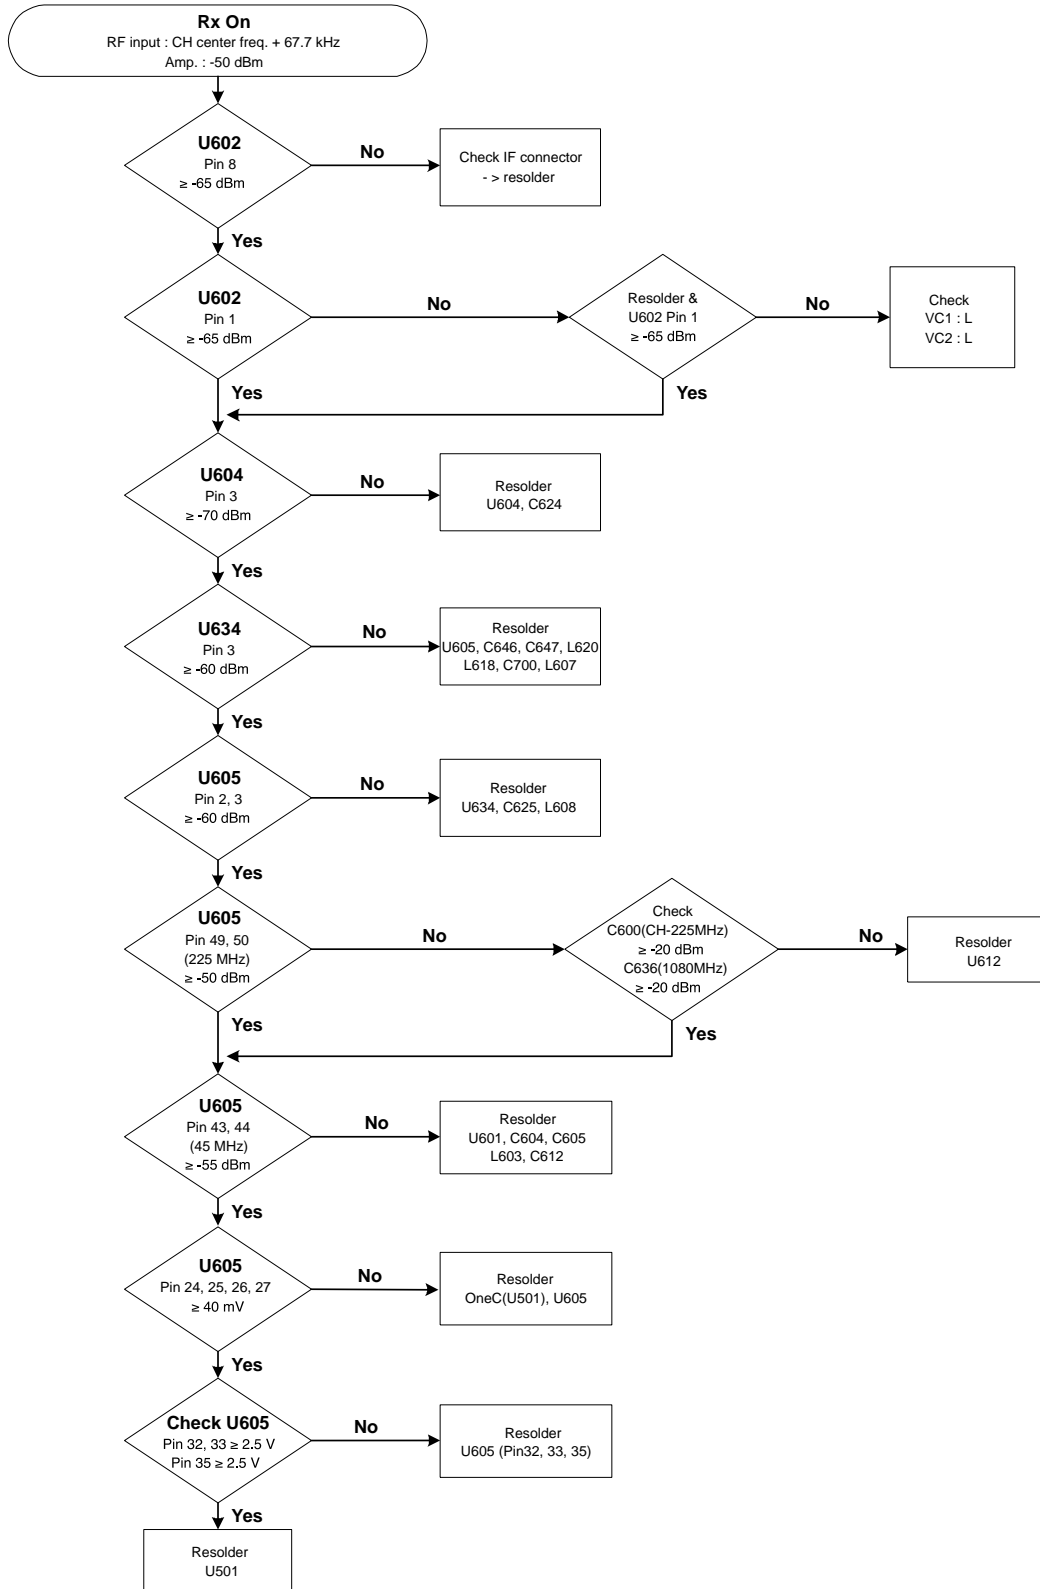 Rx On
RF input : CH center freq. + 67.7 kHz
Amp. : -50 dBm
U602
Pin 8
≥ -65 dBm
No
Check IF connector
- > resolder
Yes
U602
Pin 1
≥ -65 dBm
No
Resolder &
U602 Pin 1
≥ -65 dBm
No
Check
VC1 : L
VC2 : L
Yes
Yes
U604
Pin 3
≥ -70 dBm
No
Resolder
U604, C624
Yes
U634
Pin 3
≥ -60 dBm
No
Resolder
U605, C646, C647, L620
L618, C700, L607
Yes
U605
Pin 2, 3
≥ -60 dBm
No
Resolder
U634, C625, L608
Yes
U605
Pin 49, 50
(225 MHz)
≥ -50 dBm
No
Check
C600(CH-225MHz)
≥ -20 dBm
C636(1080MHz)
≥ -20 dBm
No
Resolder
U612
Yes
Yes
U605
Pin 43, 44
(45 MHz)
≥ -55 dBm
No
Resolder
U601, C604, C605
L603, C612
Yes
U605
Pin 24, 25, 26, 27
≥ 40 mV
No
Resolder
OneC(U501), U605
Yes
Check U605
Pin 32, 33 ≥ 2.5 V
Pin 35 ≥ 2.5 V
No
Resolder
U605 (Pin32, 33, 35)
Yes
Resolder
U501